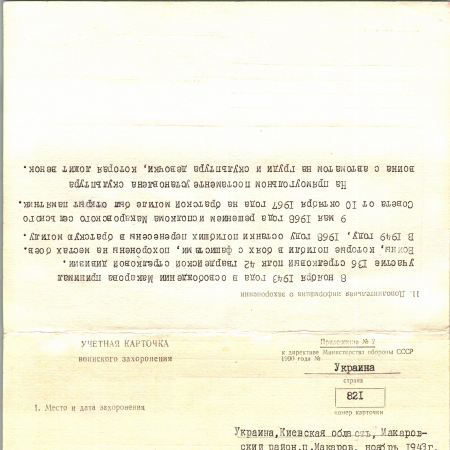 11. Дополнительная информация о захоронении
8 ноября 1943 года в освобождении Макарова принимал
участие 136 стрелковый полк 42 гвардейской стрелковой дивизии.
Воины, которые погибли в боях с фашистами, похоронены на местах боев.
В 1949 году, 1968 году останки погибших перенесены в братскую могилу.
9 мая 1968 года решением исполкома Макаровского сельского
Совета от 10 октября 1967 года на братской могиле был открыт памятник.
На прямоугольном постаменте установлена скульптура
воина с автоматом на груди и скульптура девочки, которая ложит венок.
УЧЕТНАЯ КАРТОЧКА
воинского захоронения
Приложение № 2
к директиве Министерства обороны СССР
1990 года №
Украина
страна
821
номер карточки
1. Место и дата захоронения
Украина, Киевская область, Макаров-
ский район, п. Макаров, ноябрь 1943г.